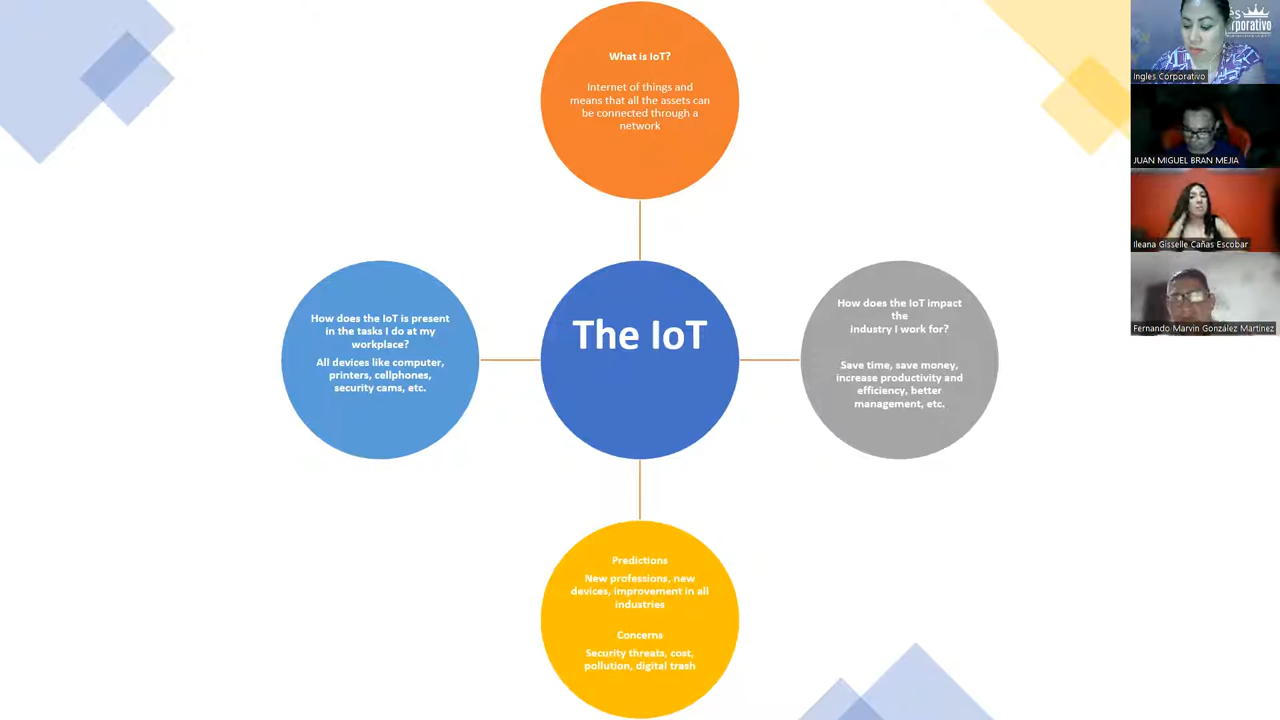 What is IoT?
Internet of things and
means that all the assets can
be connected through a
network
How does the IoT is present
in the tasks I do at my
workplace?
All devices like computer,
printers, cellphones,
security cams, etc.
The IoT
How does the IoT impact
the
industry I work for?
Save time, save money,
increase productivity and
efficiency, better
management, etc.
Predictions
New professions, new
devices, improvement in all
industries
Concerns
Security threats, cost,
pollution, digital trash
Ingles Corporativo
JUAN MIGUEL BRAN MEJIA
Ileana Gisselle Cañas Escobar
Fernando Marvin González Martínez